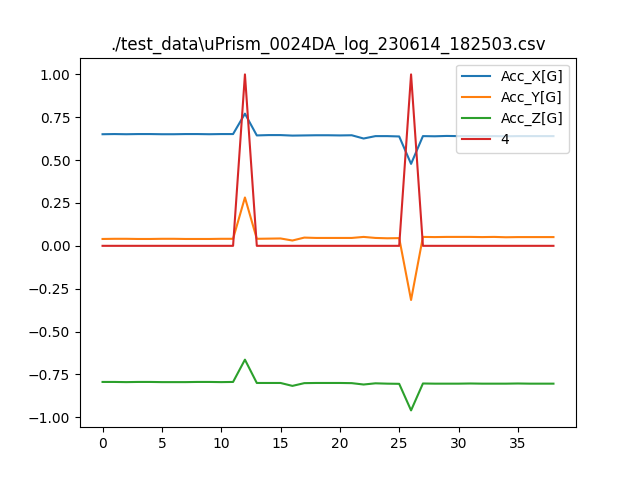 ./test_data\uPrism_0024DA_log_230614_182503.csv
1.00
0.75
0.50
0.25
0.00
−0.25
−0.50
−0.75
−1.00
Acc_X[G]
Acc_Y[G]
Acc_Z[G]
4
0 5 10 15 20 25 30 35